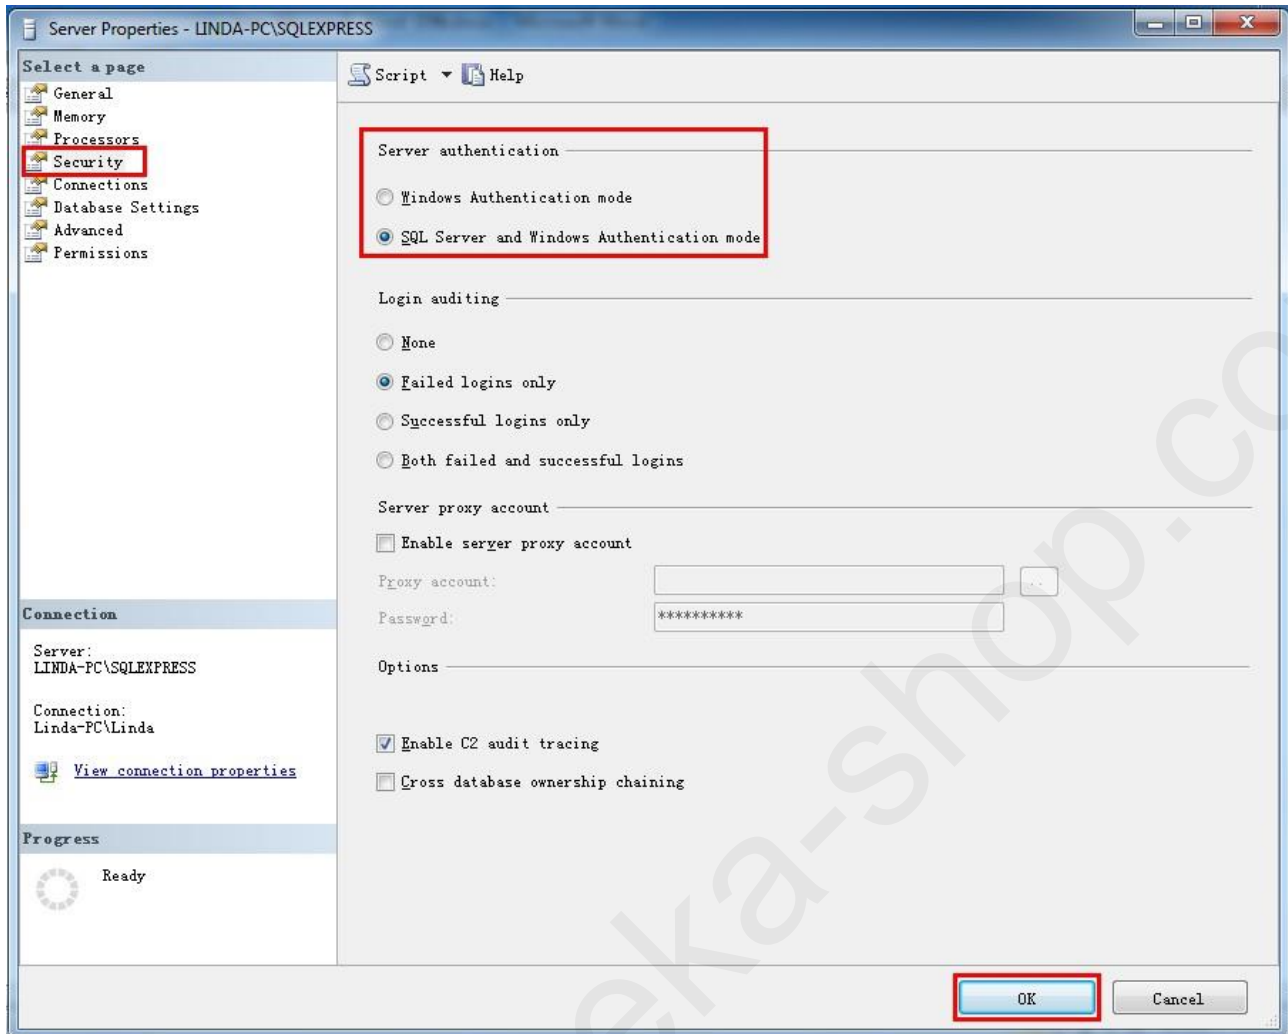 Server Properties - LINDA-PC\SQLEXPRESS
Select a page
General
Memory
Processors
Security
Connections
Database Settings
Advanced
Permissions
Script
Help
Server authentication
Windows Authentication mode
SQL Server and Windows Authentication mode
Login auditing
None
Failed logins only
Successful logins only
Both failed and successful logins
Server proxy account
Enable server proxy account
Proxy account:
Password:
**********
Options
Enable C2 audit tracing
Cross database ownership chaining
Connection
Server:
LINDA-PC\SQLEXPRESS
Connection:
Linda-PC\Linda
View connection properties
Progress
Ready
OK
Cancel
eka-shop.co